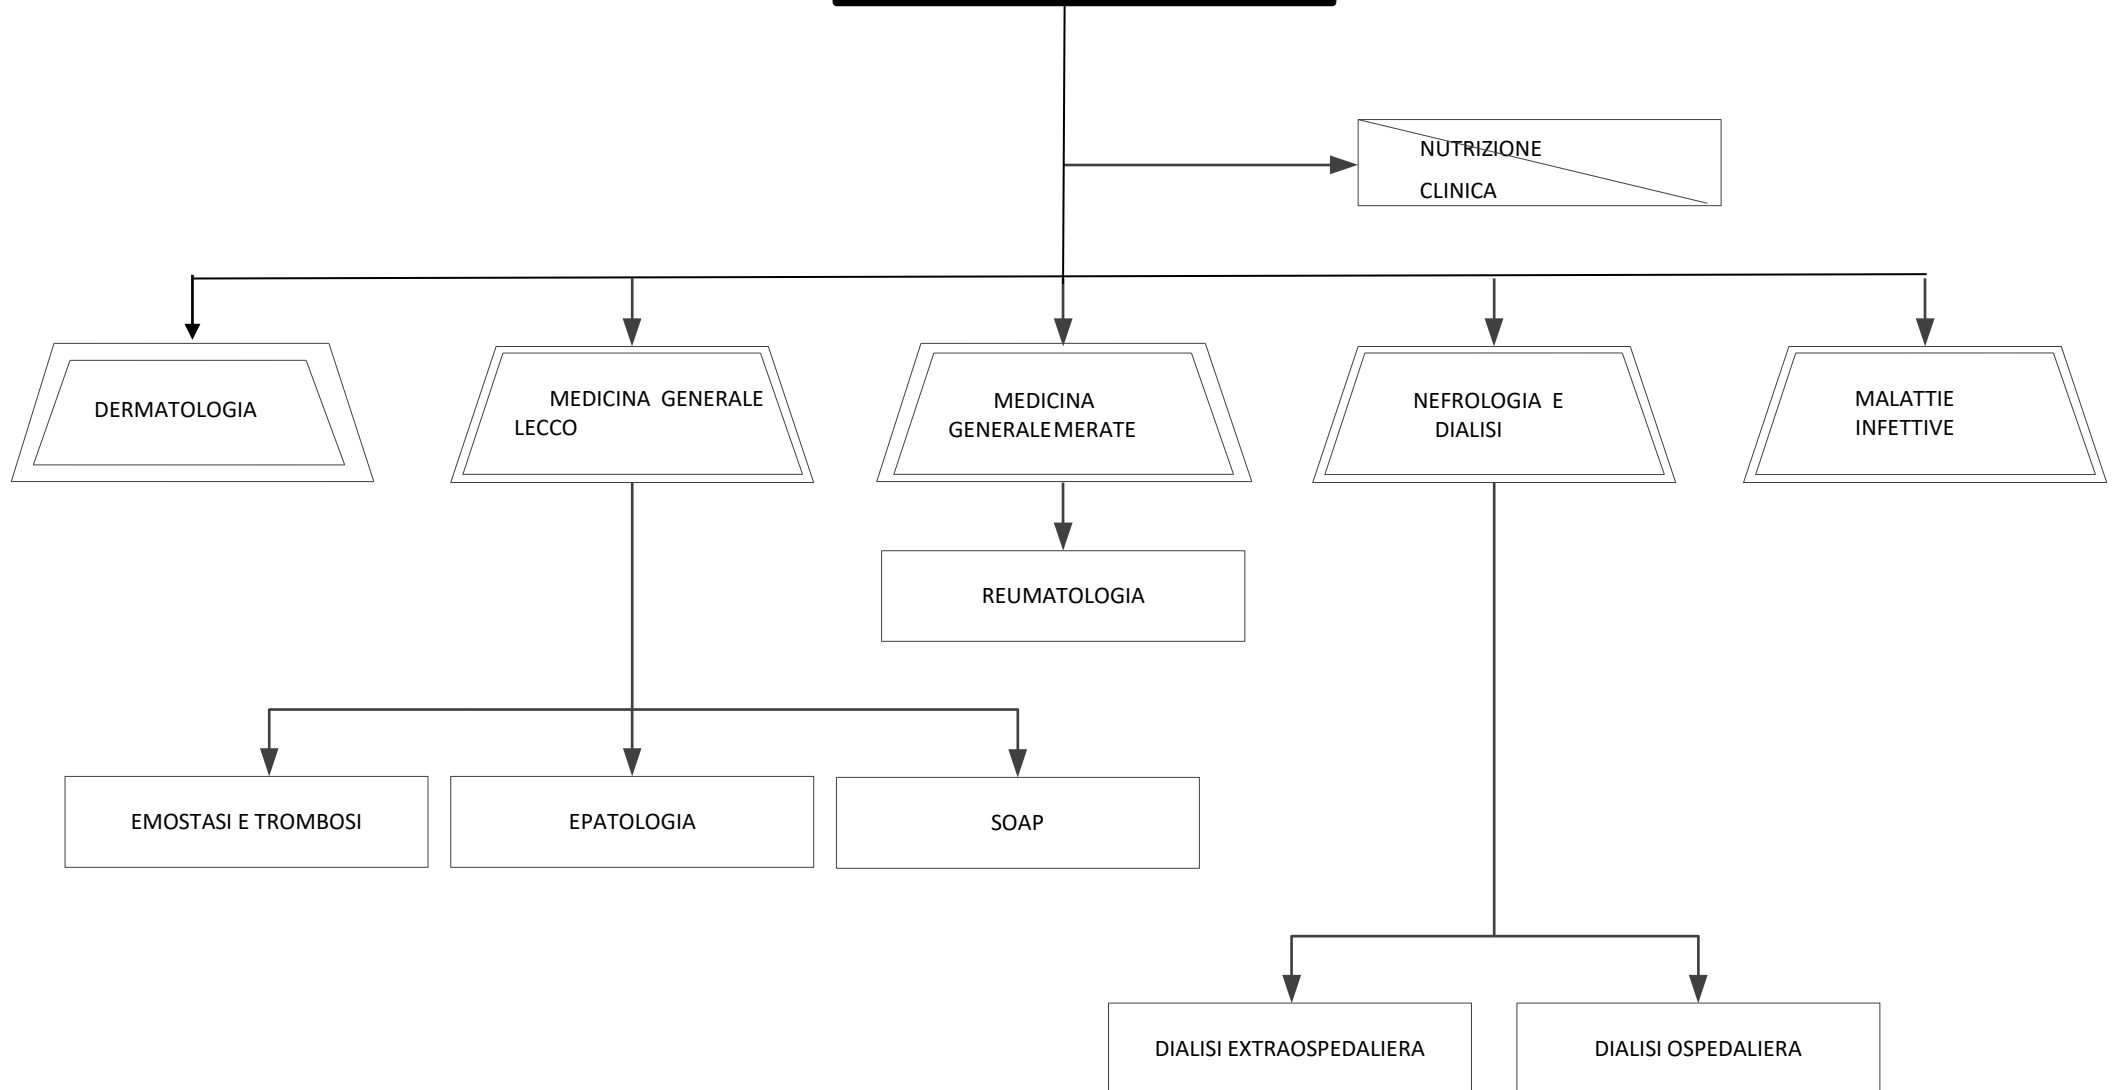 NUTRIZIONE
CLINICA
DERMATOLOGIA
MEDICINA GENERALE
LECCO
MEDICINA
GENERALE MERATE
NEFROLOGIA E
DIALISI
MALATTIE
INFETTIVE
REUMATOLOGIA
EMOSTASI E TROMBOSI
EPATOLOGIA
SOAP
DIALISI EXTRAOSPEDALIERA
DIALISI OSPEDALIERA